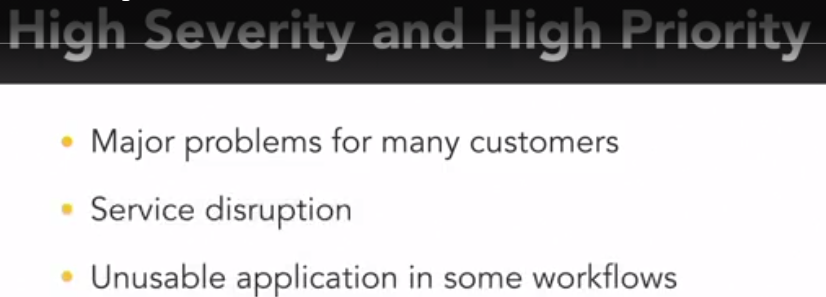 High Severity and High Priority
Major problems for many customers
Service disruption
Unusable application in some workflows